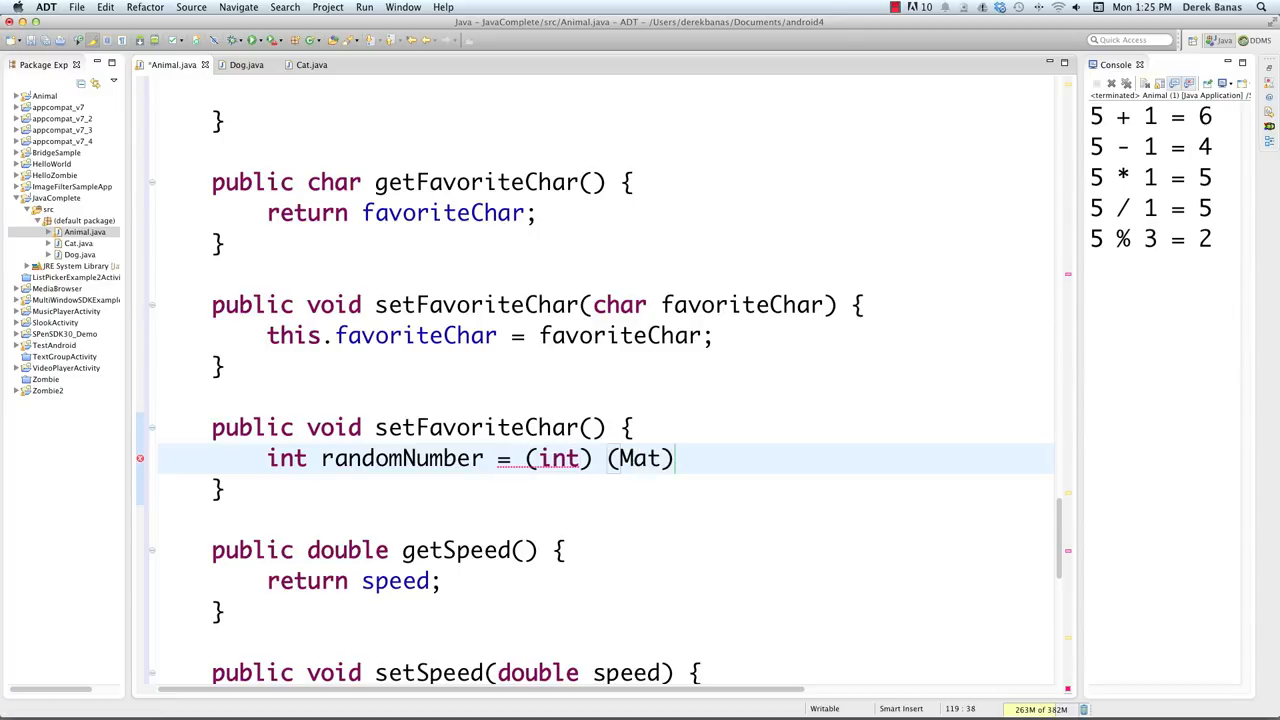 ADT File Edit Refactor Source Navigate Search Project Run Window Help
10 Mon 1:25 PM Derek Banas
Java – JavaComplete/src/Animal.java – ADT – /Users/derekbanas/Documents/android4
Quick Access Java DDMS
Package Exp
*Animal.java Dog.java Cat.java
Console
Animal
appcompat_v7
appcompat_v7_2
appcompat_v7_3
appcompat_v7_4
BridgeSample
HelloWorld
HelloZombie
ImageFilterSampleApp
JavaComplete
src
(default package)
Animal.java
Cat.java
Dog.java
JRE System Library [JavaSE
ListPickerExample2Activi
MediaBrowser
MultiWindowSDKExample
MusicPlayerActivity
SlookActivity
SPenSDK30_Demo
TestAndroid
TextGroupActivity
VideoPlayerActivity
Zombie
Zombie2
}
public char getFavoriteChar() {
return favoriteChar;
}
public void setFavoriteChar(char favoriteChar) {
this.favoriteChar = favoriteChar;
}
public void setFavoriteChar() {
int randomNumber = (int) (Mat)
}
public double getSpeed() {
return speed;
}
public void setSpeed(double speed) {
<terminated> Animal (1) [Java Application] /S
5 + 1 = 6
5 - 1 = 4
5 * 1 = 5
5 / 1 = 5
5 % 3 = 2
Writable Smart Insert 119 : 38 263M of 382M